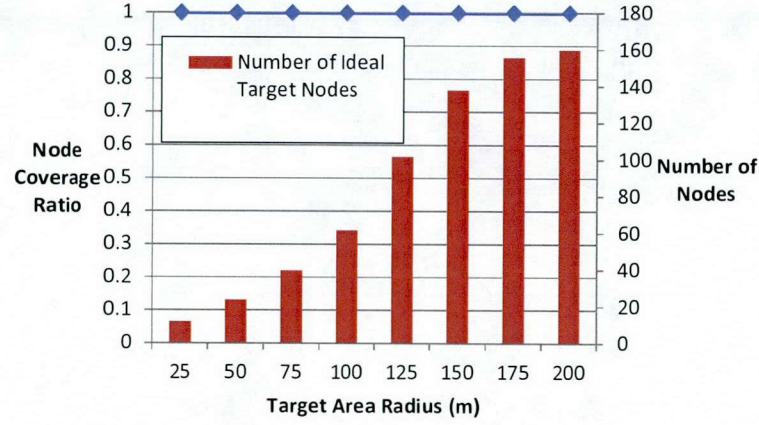 1
0.9
0.8
0.7
0.6
0.5
0.4
0.3
0.2
0.1
0
Node
Coverage
Ratio
Number of Ideal
Target Nodes
180
160
140
120
100
80
60
40
20
0
Number of
Nodes
25 50 75 100 125 150 175 200
Target Area Radius (m)